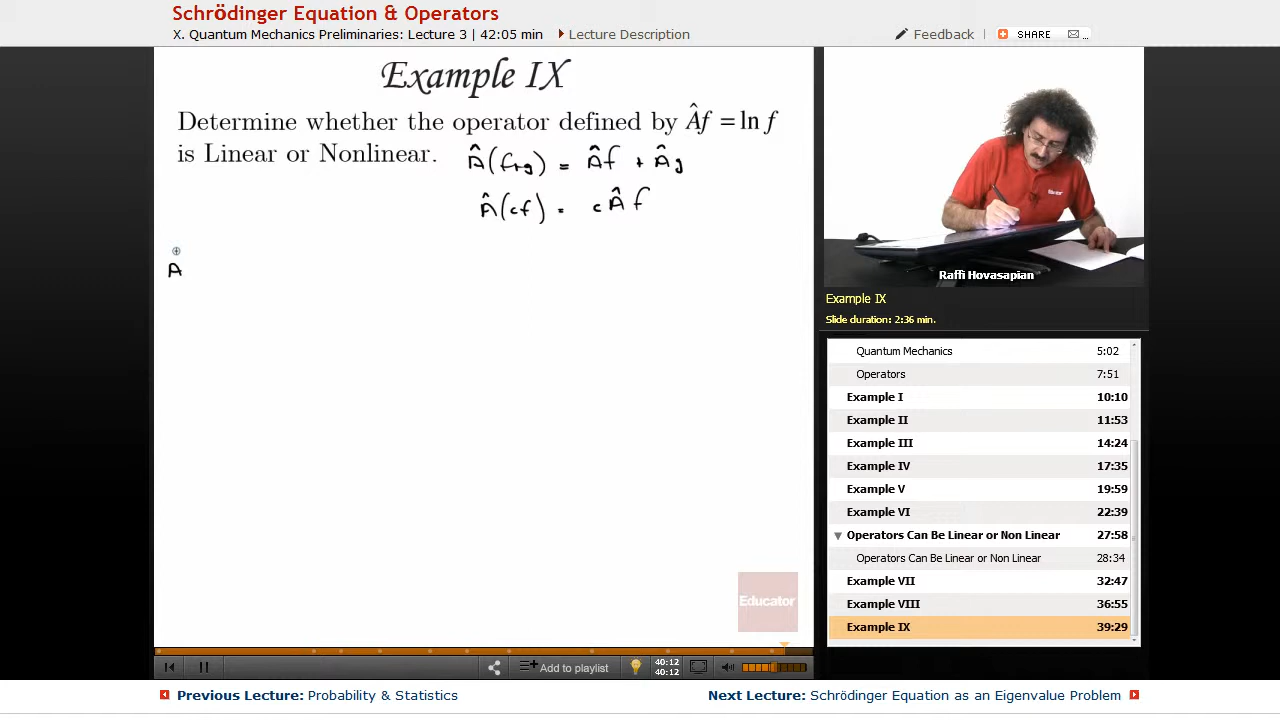 Schrödinger Equation & Operators
X. Quantum Mechanics Preliminaries: Lecture 3 | 42:05 min
Lecture Description
Feedback
SHARE
...
Example IX
Determine whether the operator defined by Âf = ln f
is Linear or Nonlinear.
Â(f+g) = Âf + Âg
Â(cf) = cÂf
A
Educator
Raffi Hovasapian
Example IX
Slide duration: 2:36 min.
Quantum Mechanics 5:02
Operators 7:51
Example I 10:10
Example II 11:53
Example III 14:24
Example IV 17:35
Example V 19:59
Example VI 22:39
Operators Can Be Linear or Non Linear 27:58
Operators Can Be Linear or Non Linear 28:34
Example VII 32:47
Example VIII 36:55
Example IX 39:29
Add to playlist
40:12
40:12
Previous Lecture: Probability & Statistics
Next Lecture: Schrödinger Equation as an Eigenvalue Problem